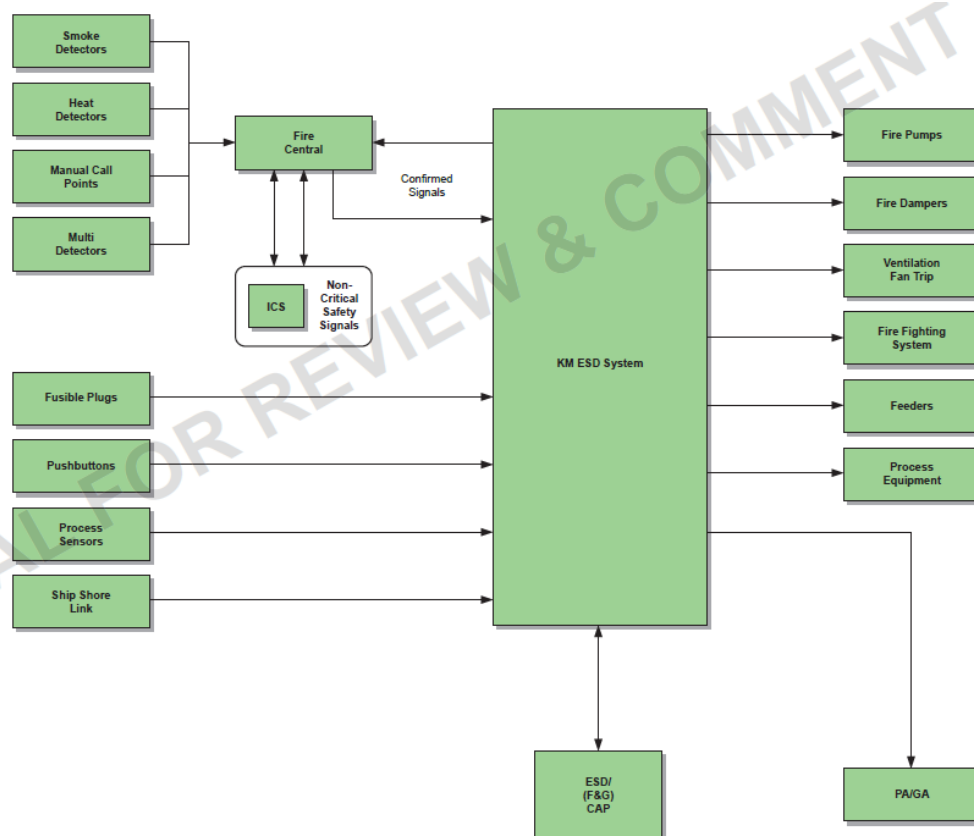 Smoke
Detectors
Heat
Detectors
Manual Call
Points
Multi
Detectors
Fire
Central
Confirmed
Signals
ICS
Non-
Critical
Safety
Signals
Fusible Plugs
Pushbuttons
Process
Sensors
Ship Shore
Link
KM ESD System
Fire Pumps
Fire Dampers
Ventilation
Fan Trip
Fire Fighting
System
Feeders
Process
Equipment
ESD/
(F&G)
CAP
PA/GA
AL FOR REVIEW & COMMENT